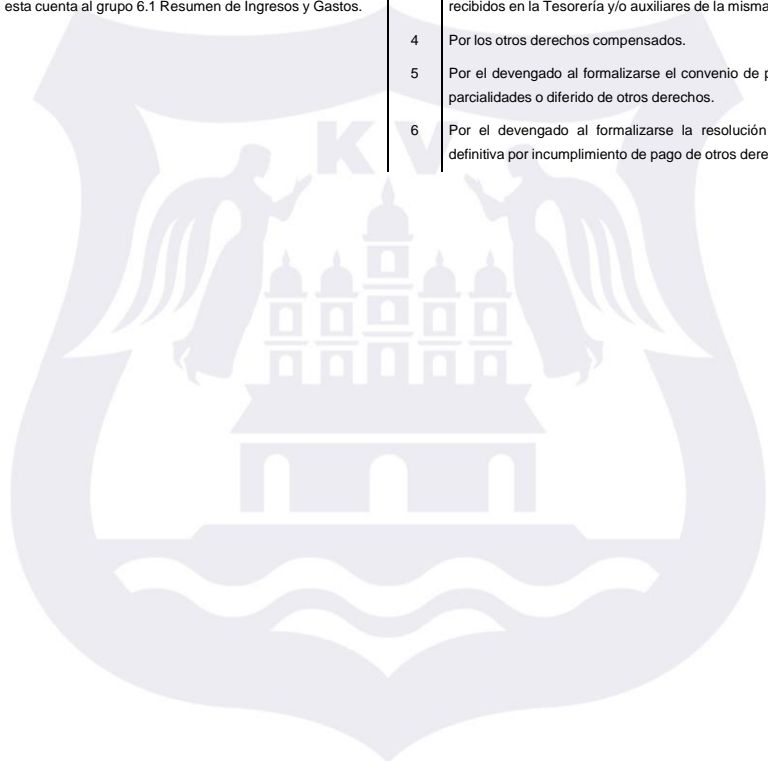 esta cuenta al grupo 6.1 Resumen de Ingresos y Gastos.
recibidos en la Tesorería y/o auxiliares de la misma
4 Por los otros derechos compensados.
5 Por el devengado al formalizarse el convenio de
parcialidades o diferido de otros derechos.
6 Por el devengado al formalizarse la resolución
definitiva por incumplimiento de pago de otros
K V